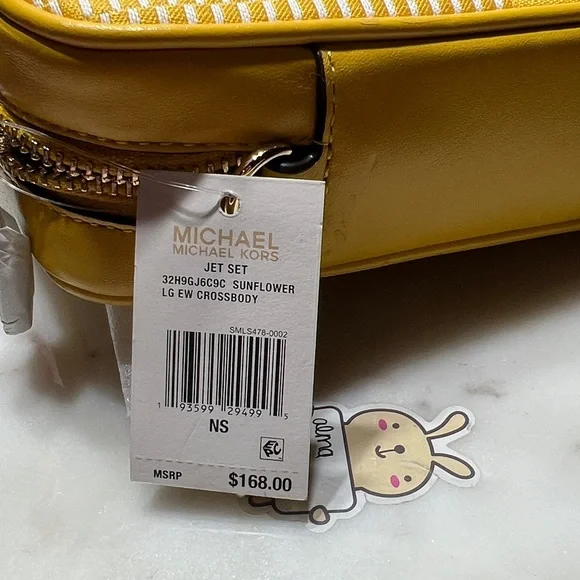 MICHAEL
MICHAEL KORS
JET SET
32H9GJ6C9C SUNFLOWER
LG EW CROSSBODY
SMLS478-0002
1 93599 29499 5
NS
MSRP $168.00
alma